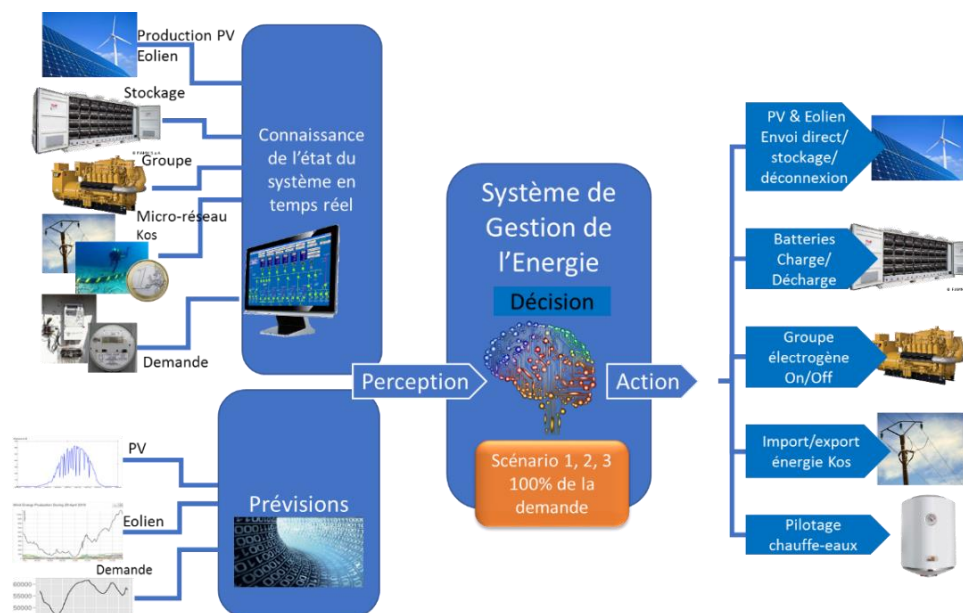 Production PV
Eolien
Stockage
Groupe
Micro-réseau
Kos
Demande
Connaissance
de l'état du
système en
temps réel
PV
Eolien
Demande
60000
55000
50000
Prévisions
Perception
Système de
Gestion de
l'Energie
Décision
Scénario 1, 2, 3
100% de la
demande
Action
PV & Eolien
Envoi direct/
stockage/
déconnexion
Batteries
Charge/
Décharge
Groupe
électrogène
On/Off
Import/export
énergie Kos
Pilotage
chauffe-eaux